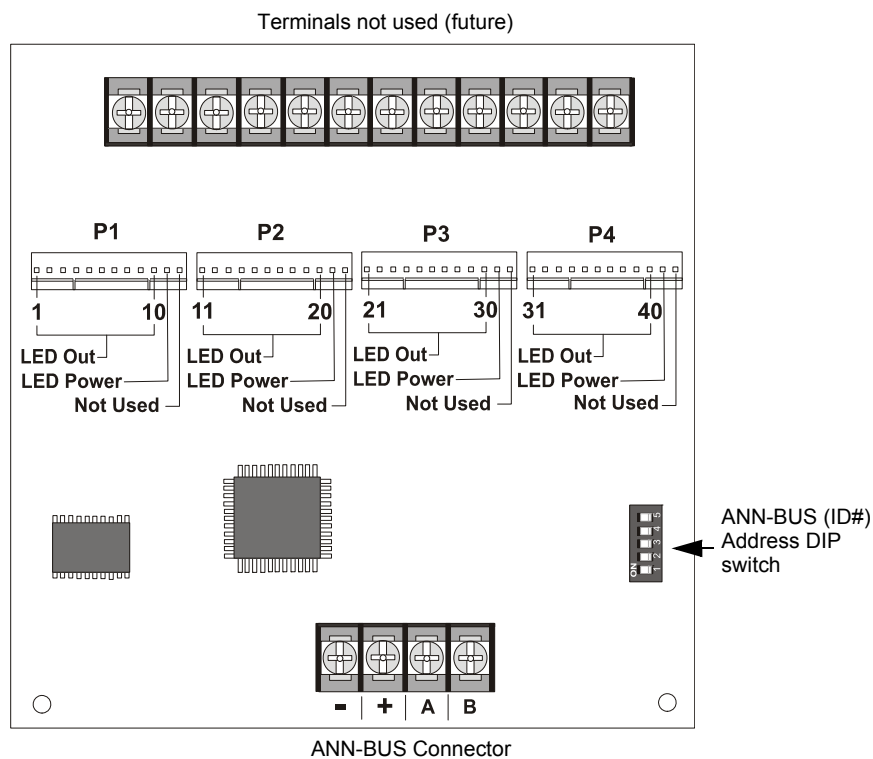 Terminals not used (future)
P1 P2 P3 P4
1 10 11 20 21 30 31 40
LED Out LED Out LED Out LED Out
LED Power LED Power LED Power LED Power
Not Used Not Used Not Used Not Used
ON 1 2 3 4 5
ANN-BUS (ID#)
Address DIP
switch
- + A B
ANN-BUS Connector